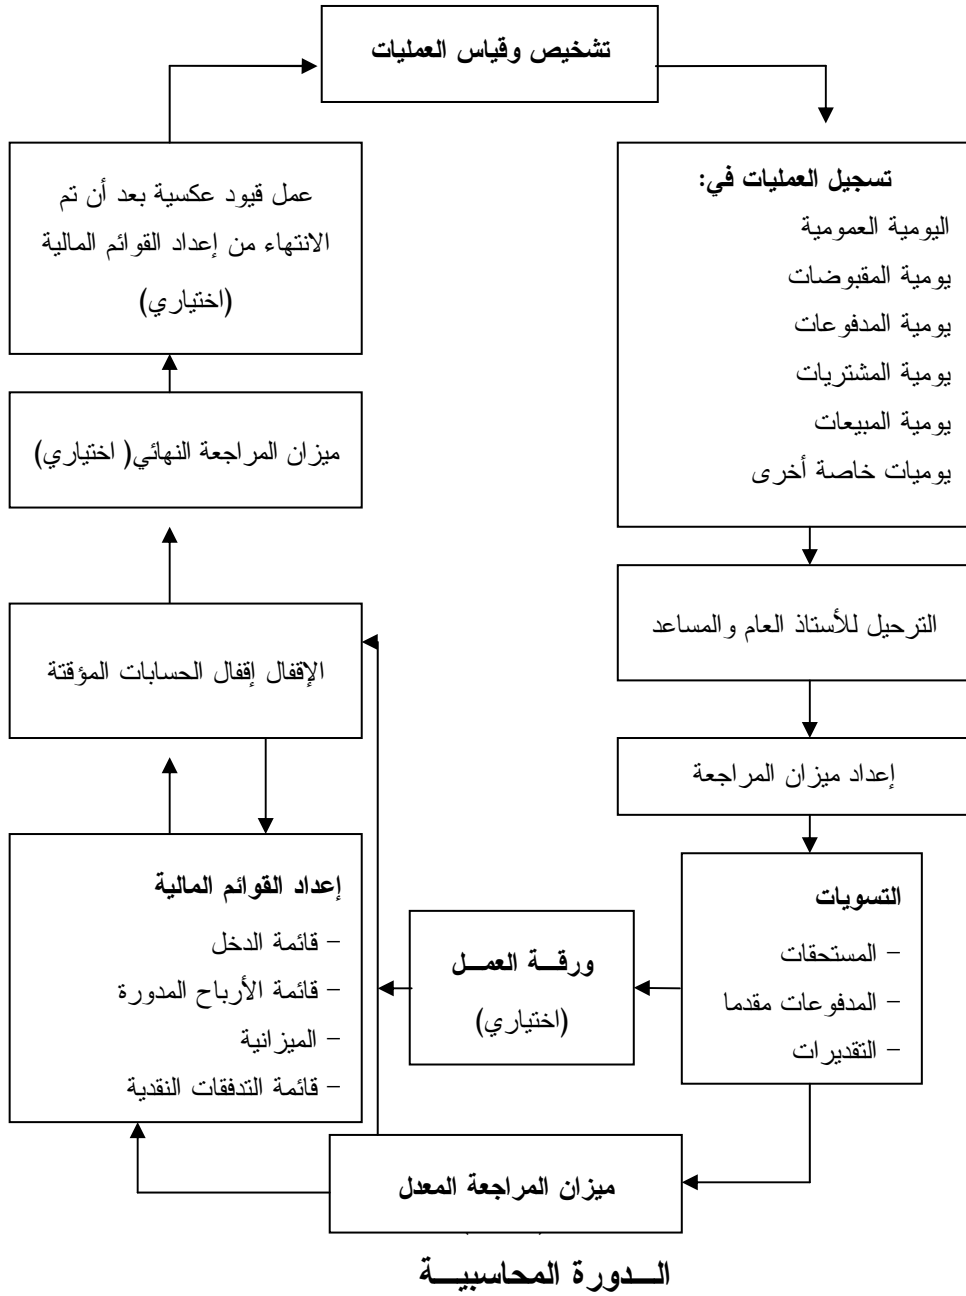 تشخيص وقياس العمليات
تسجيل العمليات في:
اليومية العمومية
يومية المقبوضات
يومية المدفوعات
يومية المشتريات
يومية المبيعات
يوميات خاصة أخرى
الترحيل للأستاذ العام والمساعد
إعداد ميزان المراجعة
التسويات
– المستحقات
– المدفوعات مقدما
– التقديرات
ورقـــة العمـــل
(اختياري)
ميزان المراجعة المعدل
إعداد القوائم المالية
– قائمة الدخل
– قائمة الأرباح المدورة
– الميزانية
– قائمة التدفقات النقدية
الإقفال إقفال الحسابات المؤقتة
ميزان المراجعة النهائي( اختياري)
عمل قيود عكسية بعد أن تم
الانتهاء من إعداد القوائم المالية
(اختياري)
الـــدورة المحاسبيـــة